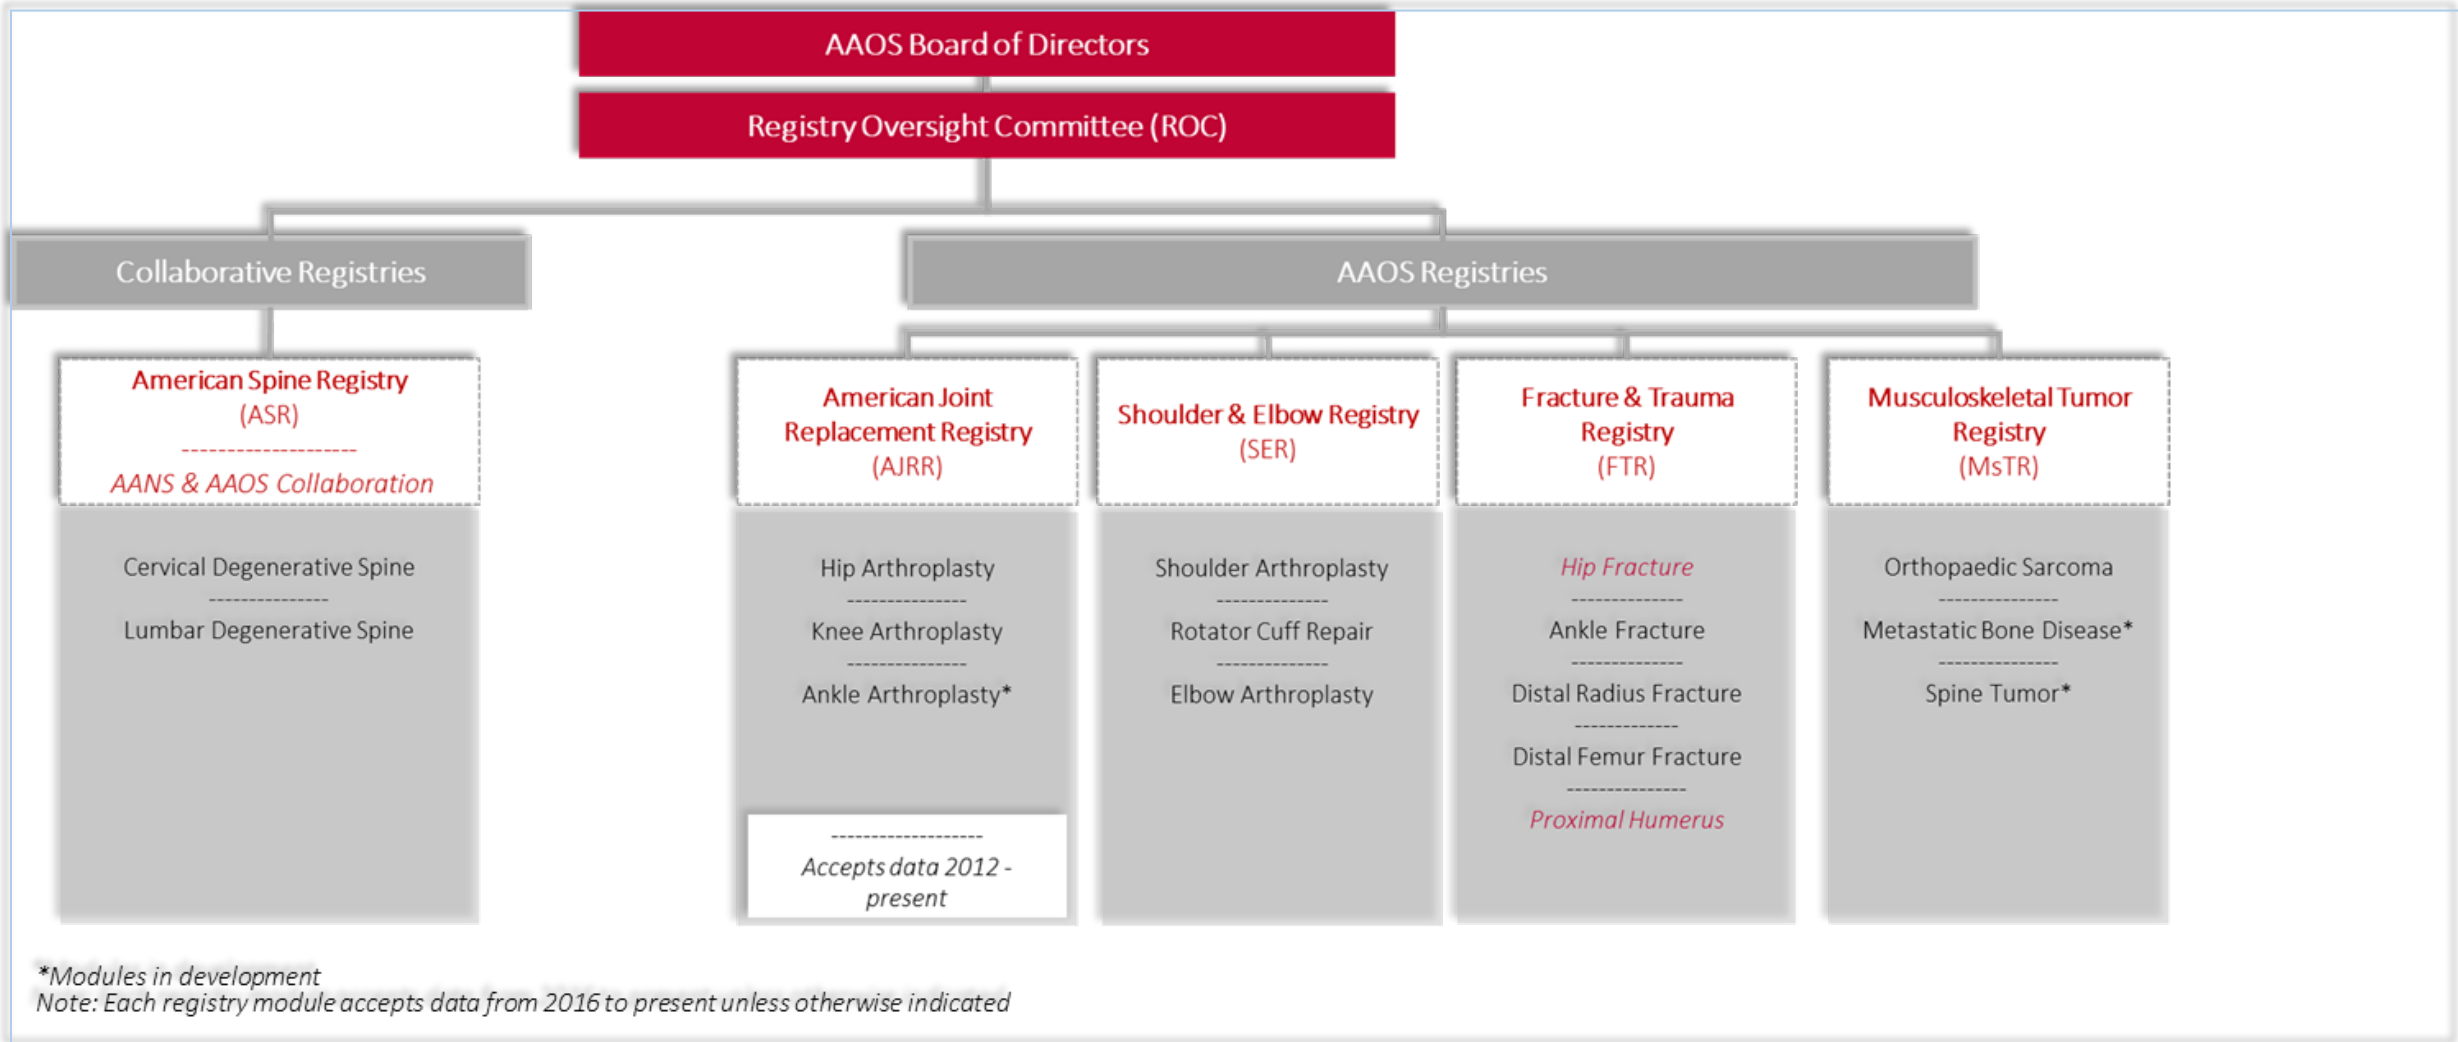 AAOS Board of Directors
Registry Oversight Committee (ROC)
Collaborative Registries
AAOS Registries
American Spine Registry
(ASR)
--------------------
AANS & AAOS Collaboration
Cervical Degenerative Spine
---------------
Lumbar Degenerative Spine
American Joint
Replacement Registry
(AJRR)
Hip Arthroplasty
---------------
Knee Arthroplasty
---------------
Ankle Arthroplasty*
-------------------
Accepts data 2012 -
present
Shoulder & Elbow Registry
(SER)
Shoulder Arthroplasty
--------------
Rotator Cuff Repair
--------------
Elbow Arthroplasty
Fracture & Trauma
Registry
(FTR)
Hip Fracture
--------------
Ankle Fracture
--------------
Distal Radius Fracture
-------------
Distal Femur Fracture
---------------
Proximal Humerus
Musculoskeletal Tumor
Registry
(MsTR)
Orthopaedic Sarcoma
---------------
Metastatic Bone Disease*
---------------
Spine Tumor*
*Modules in development
Note: Each registry module accepts data from 2016 to present unless otherwise indicated